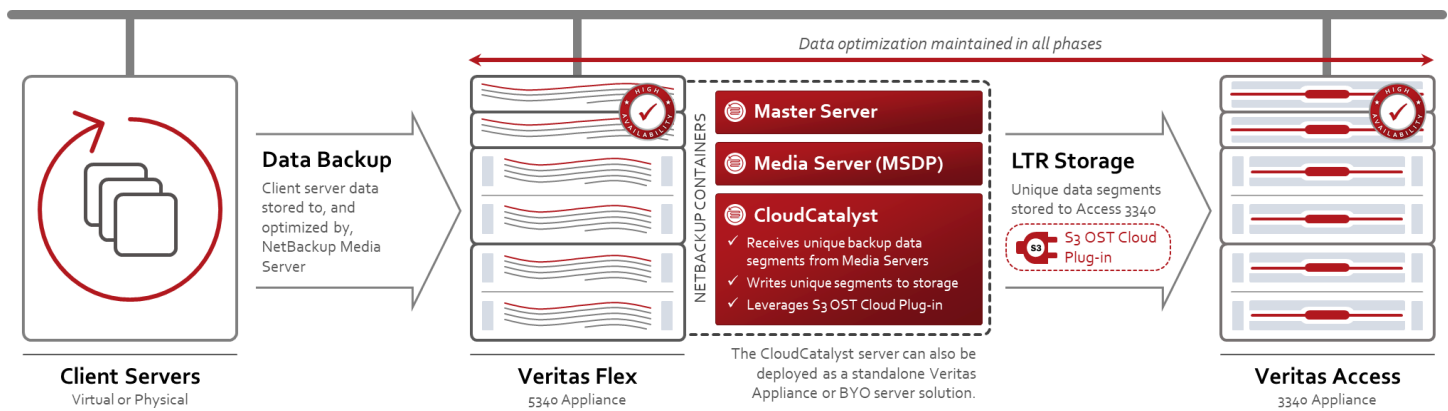 Data optimization maintained in all phases
HIGH
AVAILABILITY
HIGH
AVAILABILITY
Data Backup
Client server data
stored to, and
optimized by,
NetBackup Media
Server
NETBACKUP CONTAINERS
Master Server
Media Server (MSDP)
CloudCatalyst
✓ Receives unique backup data
segments from Media Servers
✓ Writes unique segments to storage
✓ Leverages S3 OST Cloud Plug-in
LTR Storage
Unique data segments
stored to Access 3340
S3
S3 OST Cloud
Plug-in
Client Servers
Virtual or Physical
Veritas Flex
5340 Appliance
The CloudCatalyst server can also be
deployed as a standalone Veritas
Appliance or BYO server solution.
Veritas Access
3340 Appliance